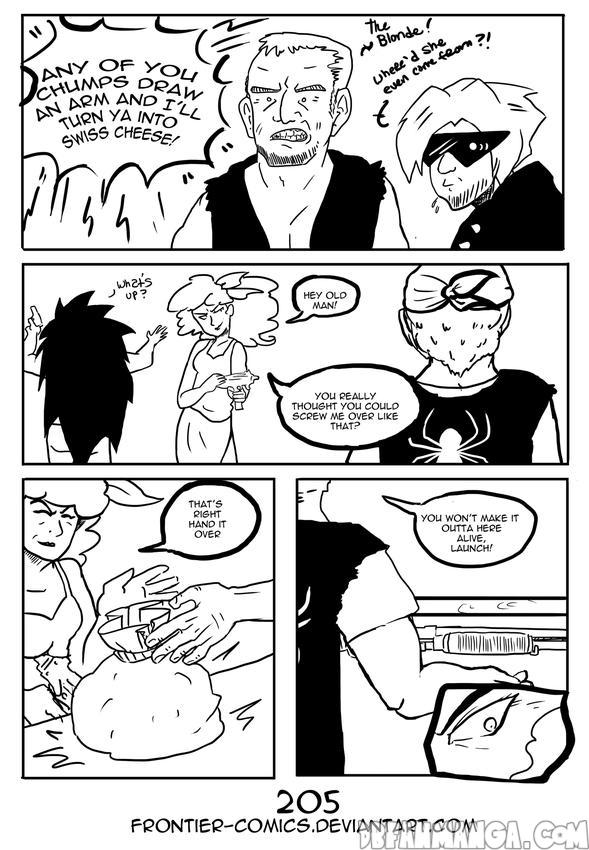 ANY OF YOU
CHUMPS DRAW
AN ARM AND I'LL
TURN YA INTO
SWISS CHEESE!
The
Blonde!
Where'd she
even come from?!
What's
up?
HEY OLD
MAN!
YOU REALLY
THOUGHT YOU COULD
SCREW ME OVER LIKE
THAT?
THAT'S
RIGHT
HAND IT
OVER
YOU WON'T MAKE IT
OUTTA HERE
ALIVE,
LAUNCH!
205
FRONTIER-COMICS.DEVIANTART.COM
DBFANMANGA.COM